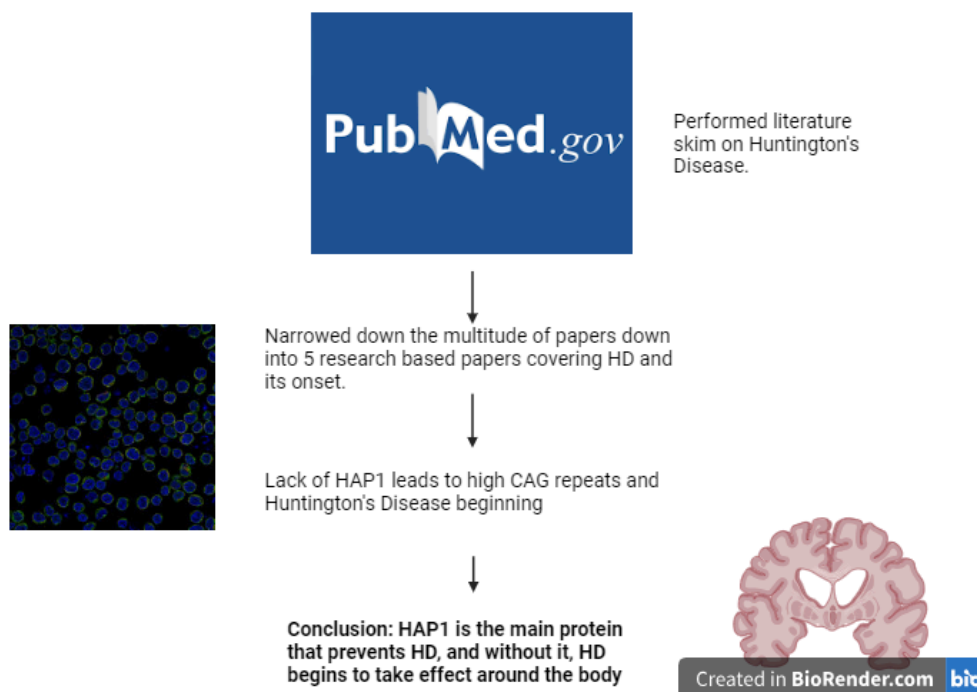 PubMed.gov
Performed literature
skim on Huntington's
Disease.
Narrowed down the multitude of papers down
into 5 research based papers covering HD and
its onset.
Lack of HAP1 leads to high CAG repeats and
Huntington's Disease beginning
Conclusion: HAP1 is the main protein
that prevents HD, and without it, HD
begins to take effect around the body
Created in BioRender.com